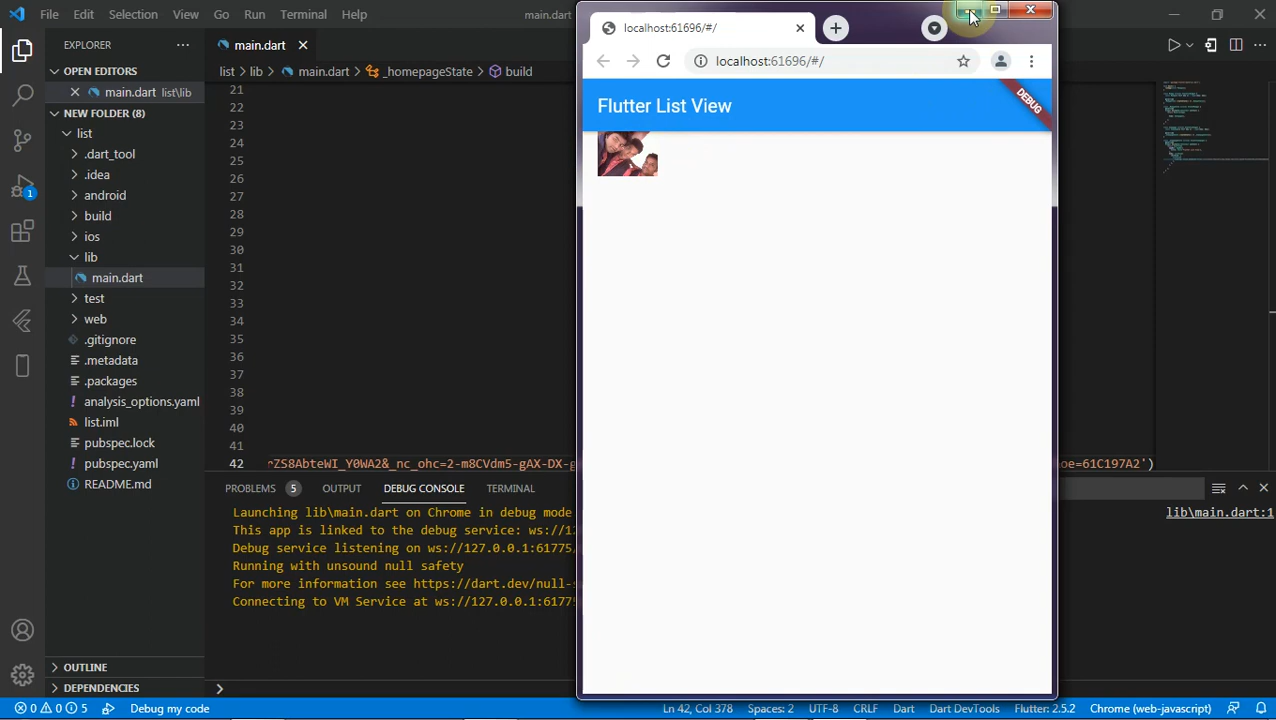 File Edit Selection View Go Run Terminal Help
main.dart
EXPLORER
OPEN EDITORS
main.dart list\lib
NEW FOLDER (8)
list
.dart_tool
.idea
android
build
ios
lib
main.dart
test
web
.gitignore
.metadata
.packages
analysis_options.yaml
list.iml
pubspec.lock
pubspec.yaml
README.md
OUTLINE
DEPENDENCIES
1
main.dart
list > lib > main.dart > _homepageState > build
21
22
23
24
25
26
27
28
29
30
31
32
33
34
35
36
37
38
39
40
41
42 ZS8AbteWI_Y0WA2&_nc_ohc=2-m8CVdm5-gAX-DX- oe=61C197A2')
PROBLEMS 5 OUTPUT DEBUG CONSOLE TERMINAL
Launching lib\main.dart on Chrome in debug mode
lib\main.dart:1
This app is linked to the debug service: ws://1
Debug service listening on ws://127.0.0.1:61775/
Running with unsound null safety
For more information see https://dart.dev/null-s
Connecting to VM Service at ws://127.0.0.1:61775
localhost:61696/#/
localhost:61696/#/
Flutter List View
DEBUG
0 0 5 Debug my code Ln 42, Col 378 Spaces: 2 UTF-8 CRLF Dart Dart DevTools Flutter: 2.5.2 Chrome (web-javascript)